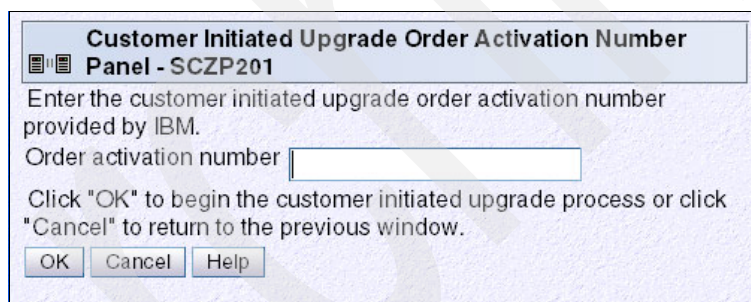 Customer Initiated Upgrade Order Activation Number
Panel - SCZP201
Enter the customer initiated upgrade order activation number
provided by IBM.
Order activation number
Click "OK" to begin the customer initiated upgrade process or click
"Cancel" to return to the previous window.
OK Cancel Help